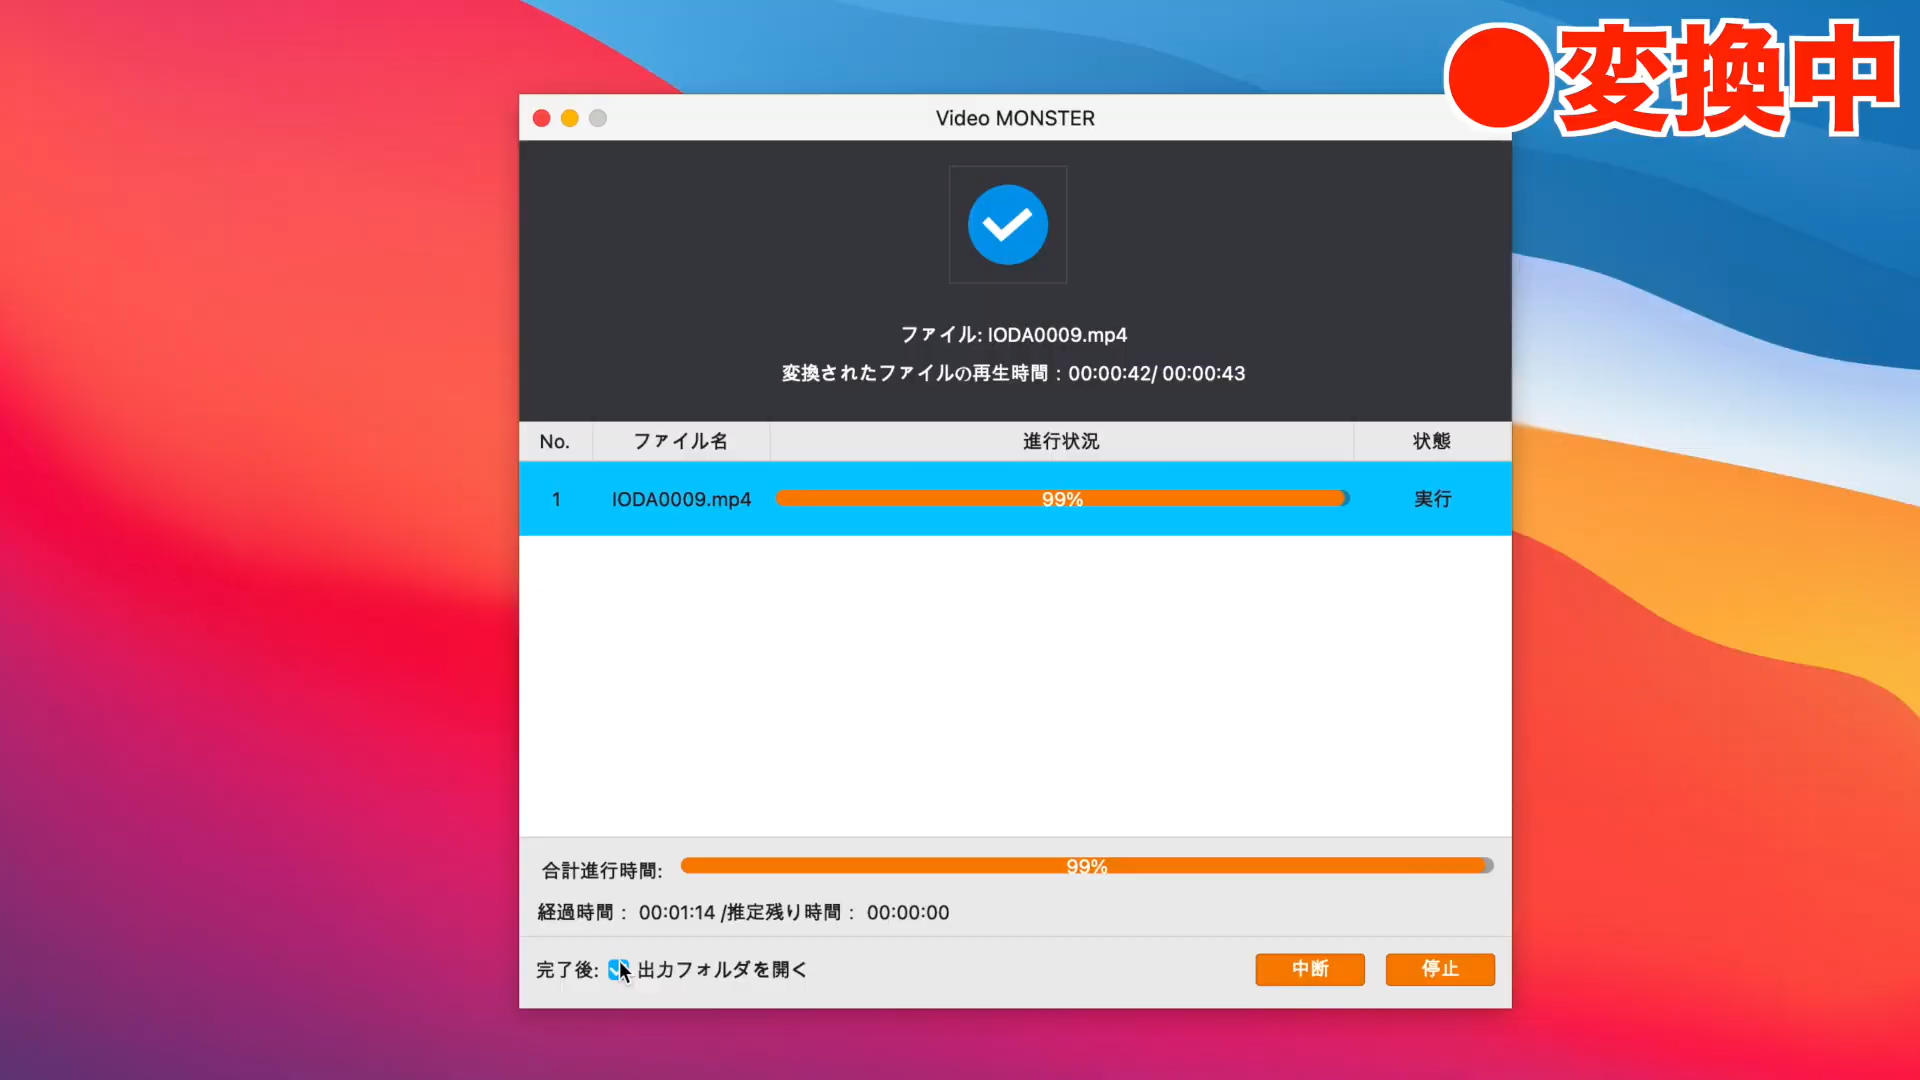 ●変換中
Video MONSTER
ファイル: IODA0009.mp4
変換されたファイルの再生時間：00:00:42/ 00:00:43
No. ファイル名 進行状況 状態
1 IODA0009.mp4 99% 実行
合計進行時間: 99%
経過時間： 00:01:14 /推定残り時間： 00:00:00
完了後: 出力フォルダを開く 中断 停止